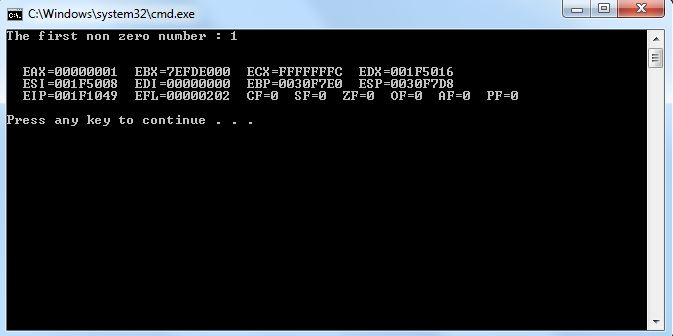 C:\Windows\system32\cmd.exe
The first non zero number : 1
EAX=00000001 EBX=7EFDE000 ECX=FFFFFFFC EDX=001F5016
ESI=001F5008 EDI=00000000 EBP=0030F7E0 ESP=0030F7D8
EIP=001F1049 EFL=00000202 CF=0 SF=0 ZF=0 OF=0 AF=0 PF=0
Press any key to continue . . .